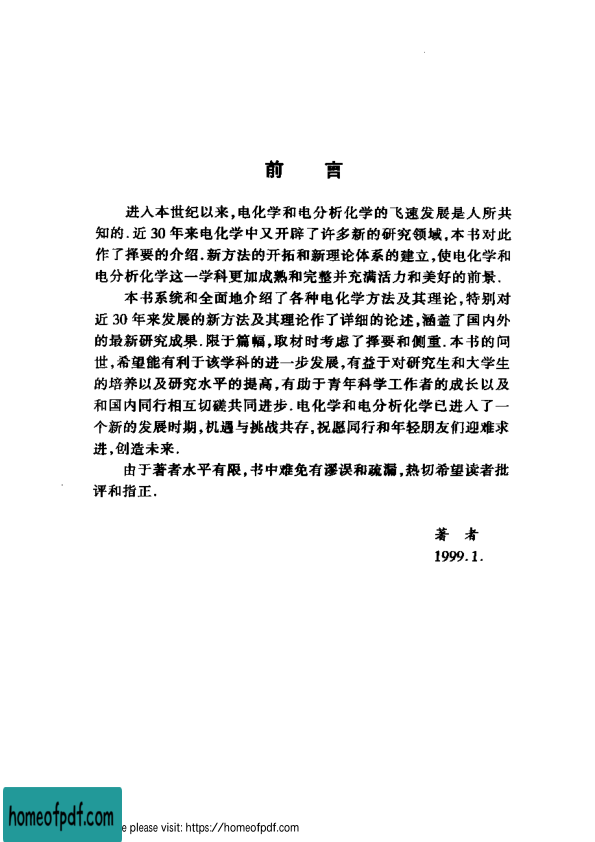 前 言
进入本世纪以来,电化学和电分析化学的飞速发展是人所共
知的.近30年来电化学中又开辟了许多新的研究领域,本书对此
作了择要的介绍.新方法的开拓和新理论体系的建立,使电化学和
电分析化学这一学科更加成熟和完整并充满活力和美好的前景.
本书系统和全面地介绍了各种电化学方法及其理论,特别对
近30年来发展的新方法及其理论作了详细的论述,涵盖了国内外
的最新研究成果.限于篇幅,取材时考虑了择要和侧重.本书的问
世,希望能有利于该学科的进一步发展,有益于对研究生和大学生
的培养以及研究水平的提高,有助于青年科学工作者的成长以及
和国内同行相互切磋共同进步.电化学和电分析化学已进入了一
个新的发展时期,机遇与挑战共存,祝愿同行和年轻朋友们迎难求
进,创造未来.
由于著者水平有限,书中难免有谬误和疏漏,热切希望读者批
评和指正.
著 者
1999.1.
homeofpdf.com
e please visit: https://homeofpdf.com